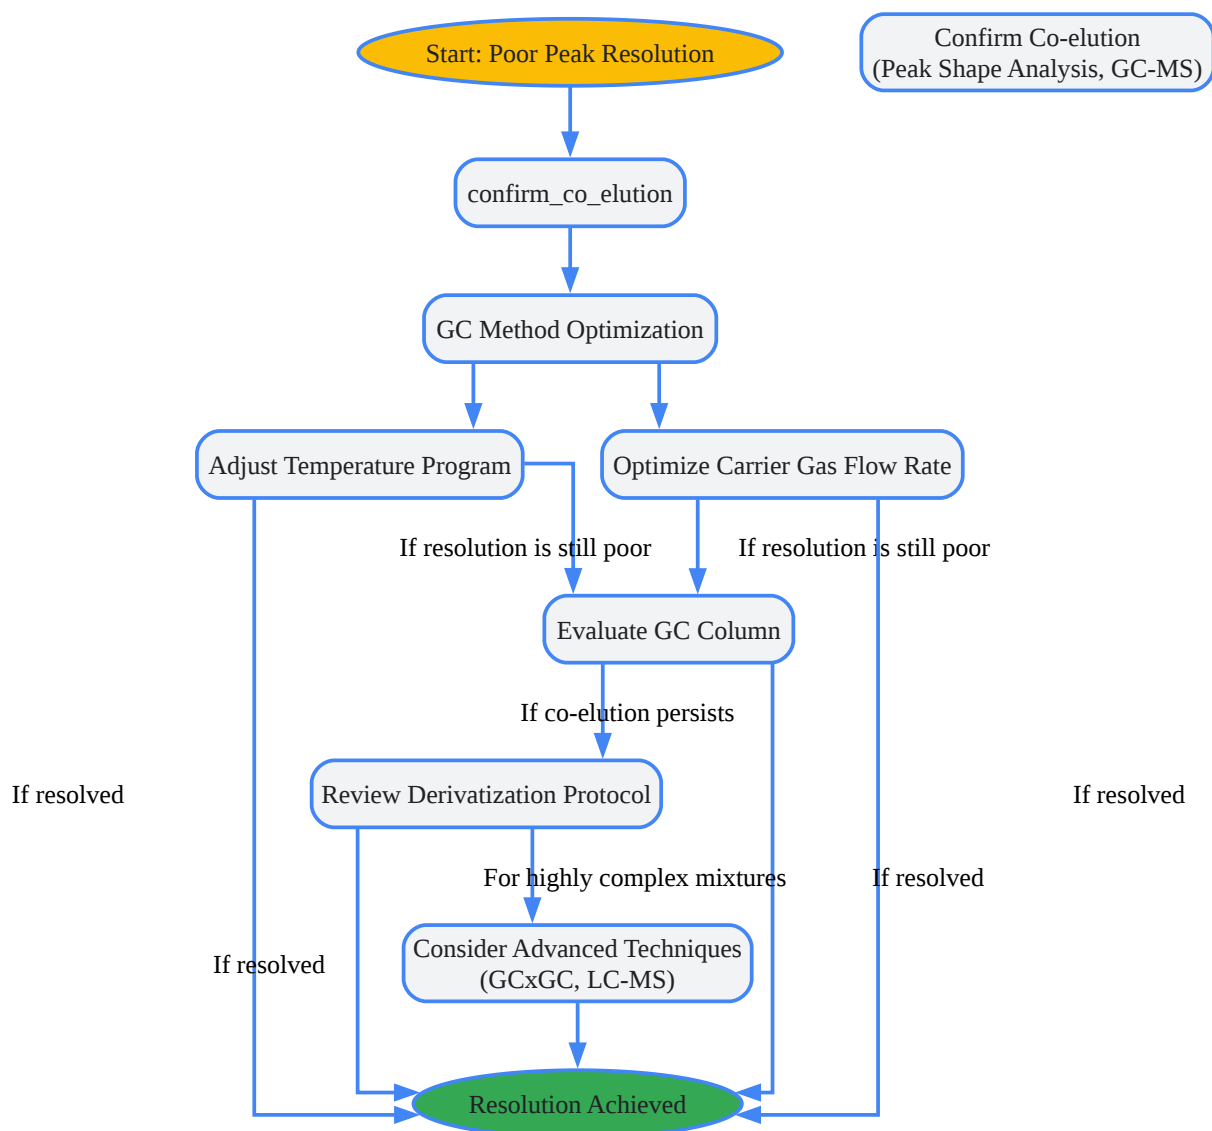 Start: Poor Peak Resolution
Confirm Co-elution
(Peak Shape Analysis, GC-MS)
confirm_co_elution
GC Method Optimization
Adjust Temperature Program
Optimize Carrier Gas Flow Rate
If resolution is still poor
If resolution is still poor
Evaluate GC Column
If co-elution persists
If resolved
Review Derivatization Protocol
If resolved
For highly complex mixtures
If resolved
If resolved
Consider Advanced Techniques
(GCxGC, LC-MS)
Resolution Achieved